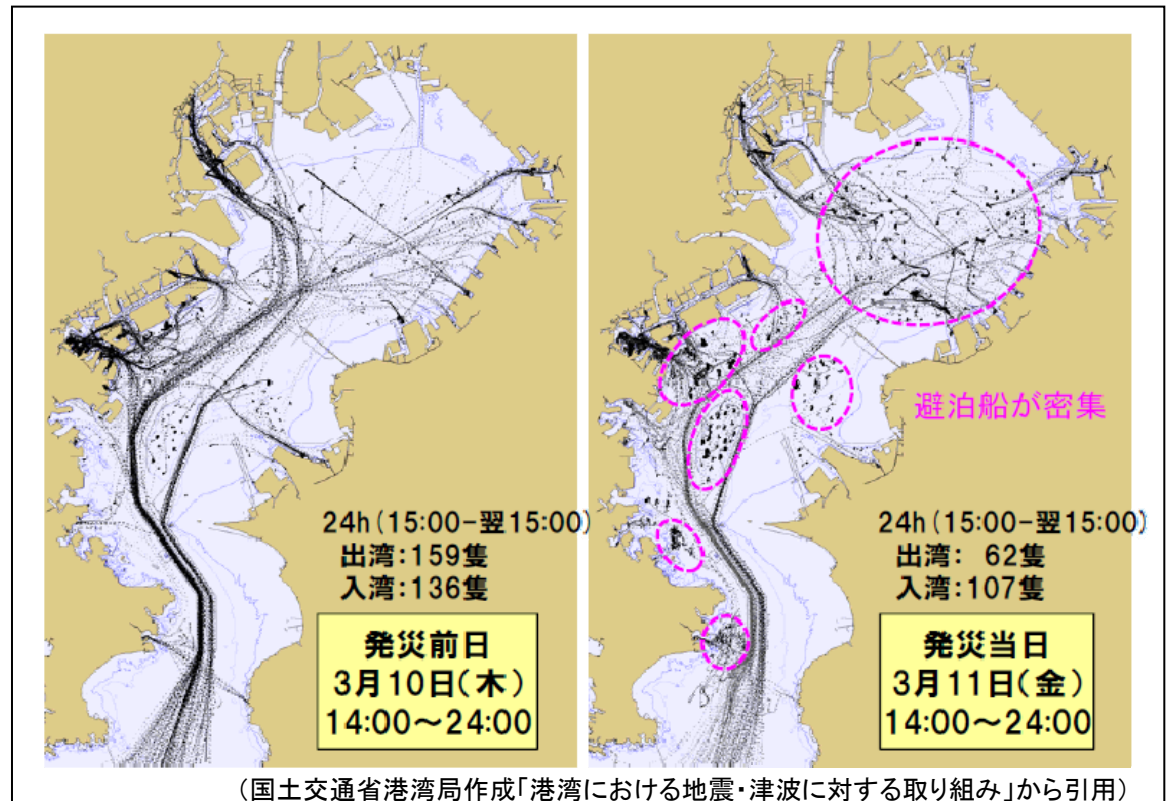 避泊船が密集
24h(15:00-翌15:00)
出湾:159隻
入湾:136隻
発災前日
3月10日(木)
14:00~24:00
24h(15:00-翌15:00)
出湾: 62隻
入湾:107隻
発災当日
3月11日(金)
14:00~24:00
(国土交通省港湾局作成「港湾における地震・津波に対する取り組み」から引用)